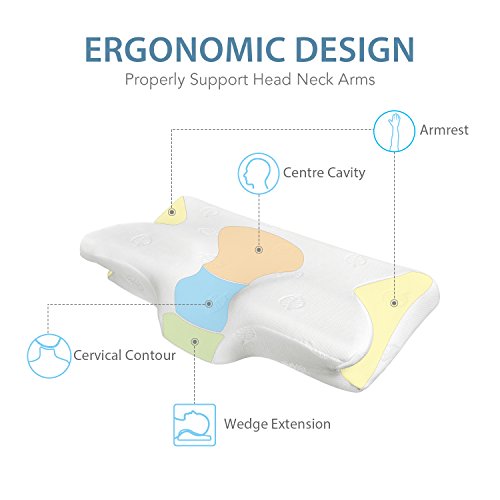 ERGONOMIC DESIGN
Properly Support Head Neck Arms
Armrest
Centre Cavity
Cervical Contour
Wedge Extension